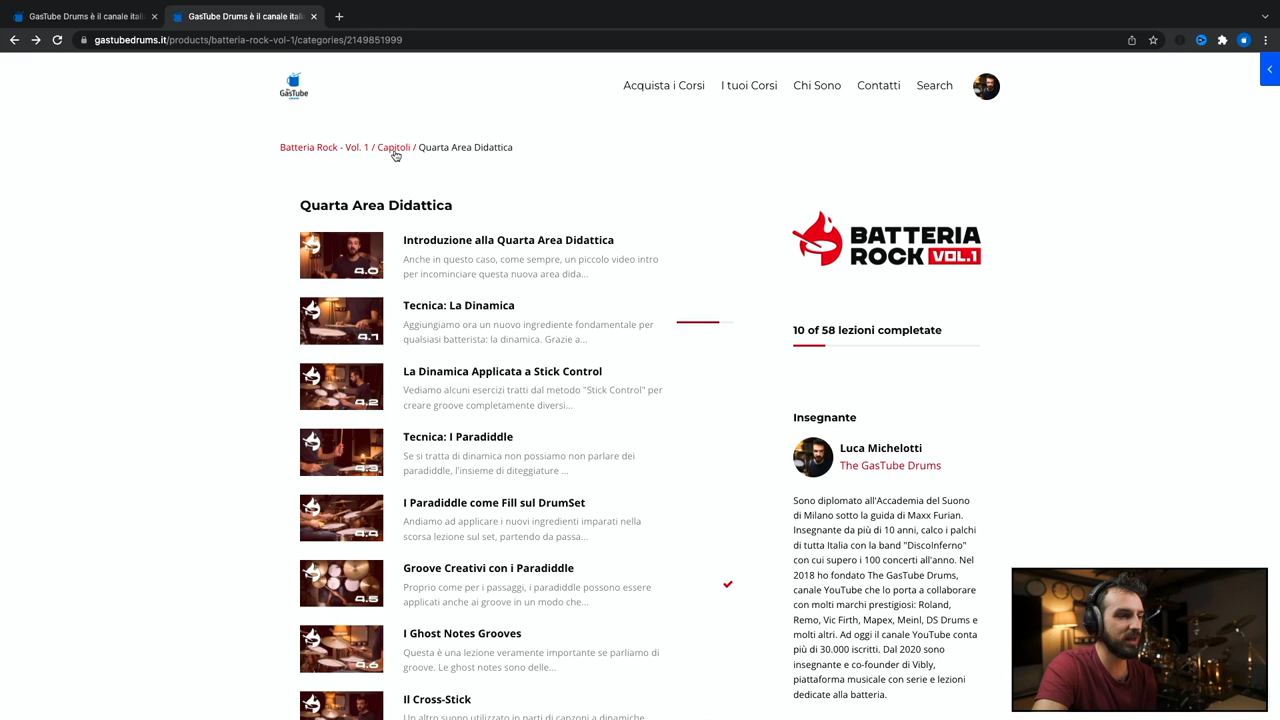 GasTube Drums è il canale itali
GasTube Drums è il canale itali
gastubedrums.it/products/batteria-rock-vol-1/categories/2149851999
GasTube
Acquista i Corsi
I tuoi Corsi
Chi Sono
Contatti
Search
Batteria Rock - Vol. 1 / Capitoli / Quarta Area Didattica
Quarta Area Didattica
4.0
Introduzione alla Quarta Area Didattica
Anche in questo caso, come sempre, un piccolo video intro
per incominciare questa nuova area dida...
4.1
Tecnica: La Dinamica
Aggiungiamo ora un nuovo ingrediente fondamentale per
qualsiasi batterista: la dinamica. Grazie a...
4.2
La Dinamica Applicata a Stick Control
Vediamo alcuni esercizi tratti dal metodo "Stick Control" per
creare groove completamente diversi...
4.3
Tecnica: I Paradiddle
Se si tratta di dinamica non possiamo non parlare dei
paradiddle, l'insieme di diteggiature ...
4.4
I Paradiddle come Fill sul DrumSet
Andiamo ad applicare i nuovi ingredienti imparati nella
scorsa lezione sul set, partendo da passa...
4.5
Groove Creativi con i Paradiddle
Proprio come per i passaggi, i paradiddle possono essere
applicati anche ai groove in un modo che...
4.6
I Ghost Notes Grooves
Questa è una lezione veramente importante se parliamo di
groove. Le ghost notes sono delle...
Il Cross-Stick
Un altro suono utilizzato in parti di canzoni a dinamiche
BATTERIA
ROCK VOL.1
10 of 58 lezioni completate
Insegnante
Luca Michelotti
The GasTube Drums
Sono diplomato all'Accademia del Suono
di Milano sotto la guida di Maxx Furian.
Insegnante da più di 10 anni, calco i palchi
di tutta Italia con la band "DiscoInferno"
con cui supero i 100 concerti all'anno. Nel
2018 ho fondato The GasTube Drums,
canale YouTube che lo porta a collaborare
con molti marchi prestigiosi: Roland,
Remo, Vic Firth, Mapex, Meinl, DS Drums e
molti altri. Ad oggi il canale YouTube conta
più di 30.000 iscritti. Dal 2020 sono
insegnante e co-founder di Vibly,
piattaforma musicale con serie e lezioni
dedicate alla batteria.